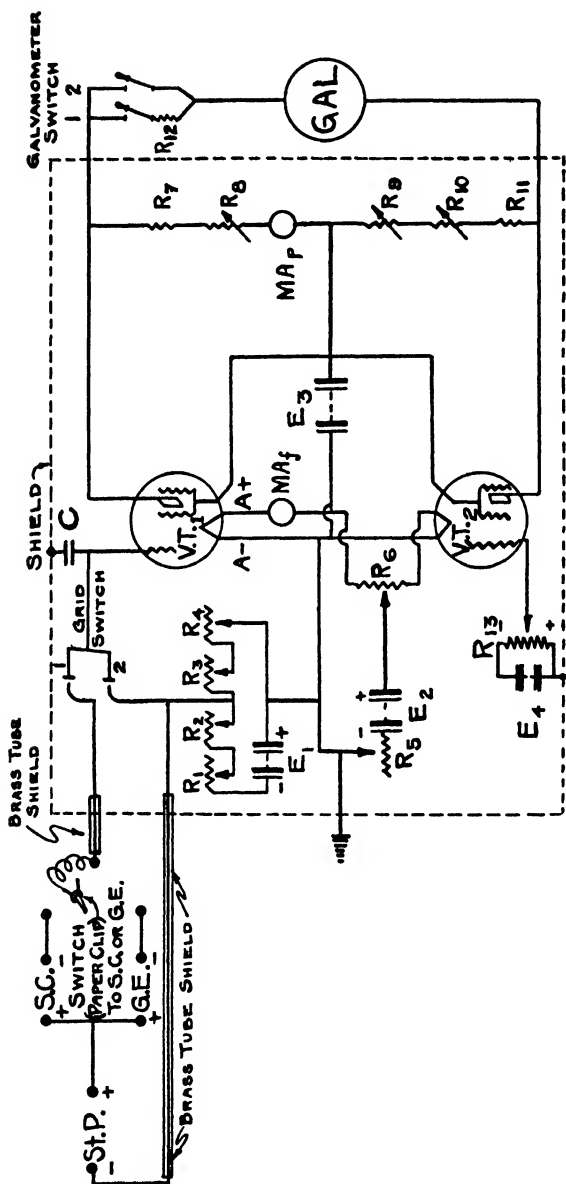 GALVANOMETER
SWITCH
1 2
R12
GAL
SHIELD
C
GRID
SWITCH
1
2
V.T.1
A+
A-
MAf
E3
R7
R8
MAp
R9
R10
R11
BRASS TUBE
SHIELD
S.C.
+ -
SWITCH
(PAPER CLIP)
TO S.C. OR G.E.
G.E.
+ -
St.P.
- +
BRASS TUBE SHIELD
R1
R2
R3
R4
- +
E1
R5
- +
E2
R6
V.T.2
R13
- +
E4